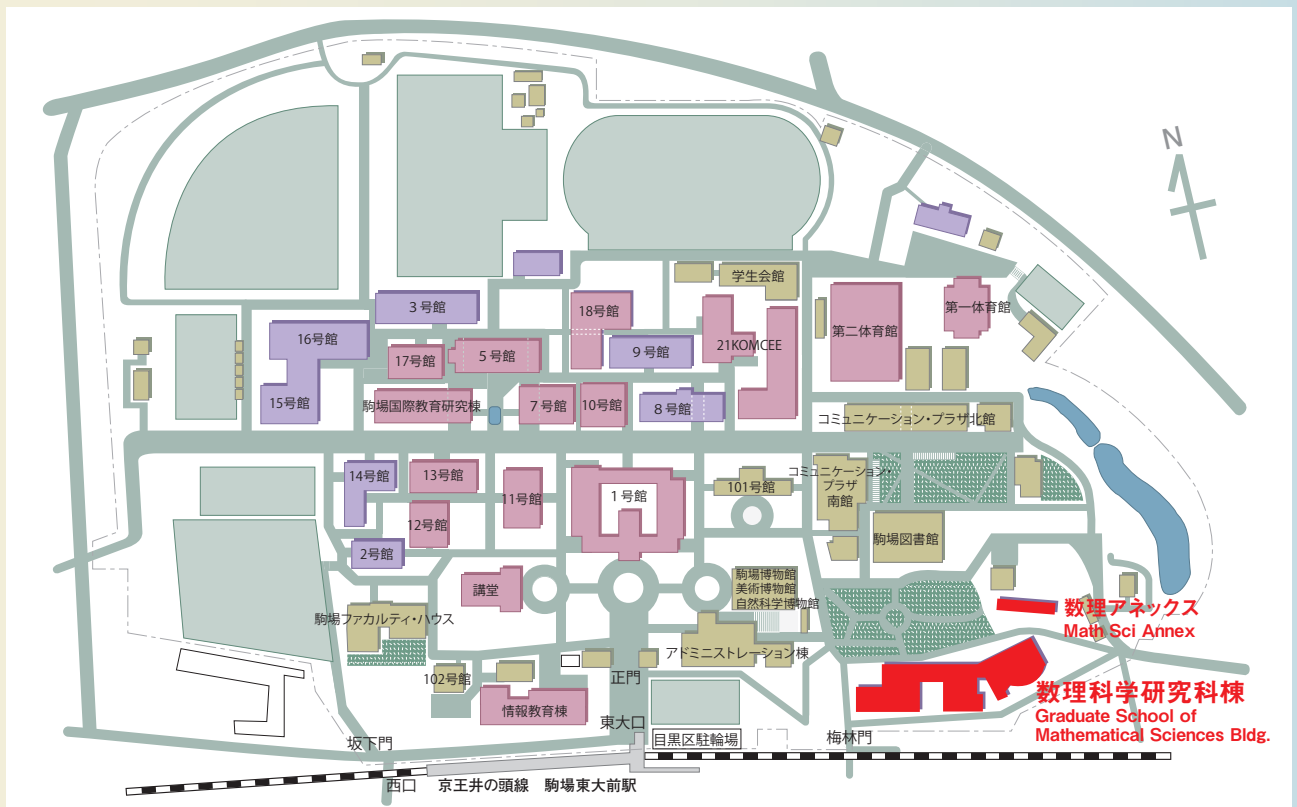 N
学生会館
3号館
18号館
第一体育館
16号館
第二体育館
5号館
9号館
21KOMCEE
17号館
15号館
駒場国際教育研究棟
7号館
10号館
8号館
コミュニケーション・プラザ北館
14号館
13号館
11号館
1号館
101号館
コミュニケーション・
プラザ
南館
12号館
駒場図書館
2号館
講堂
駒場博物館
美術博物館
自然科学博物館
数理アネックス
Math Sci Annex
駒場ファカルティ・ハウス
アドミニストレーション棟
102号館
正門
数理科学研究科棟
Graduate School of
Mathematical Sciences Bldg.
情報教育棟
東大口
坂下門
目黒区駐輪場
梅林門
西口
京王井の頭線 駒場東大前駅